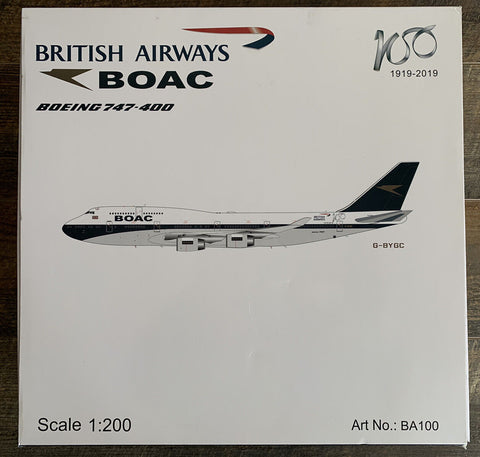 BRITISH AIRWAYS
BOAC
BOEING 747-400
100
1919-2019
BOAC
G-BYGC
Scale 1:200
Art No.: BA100